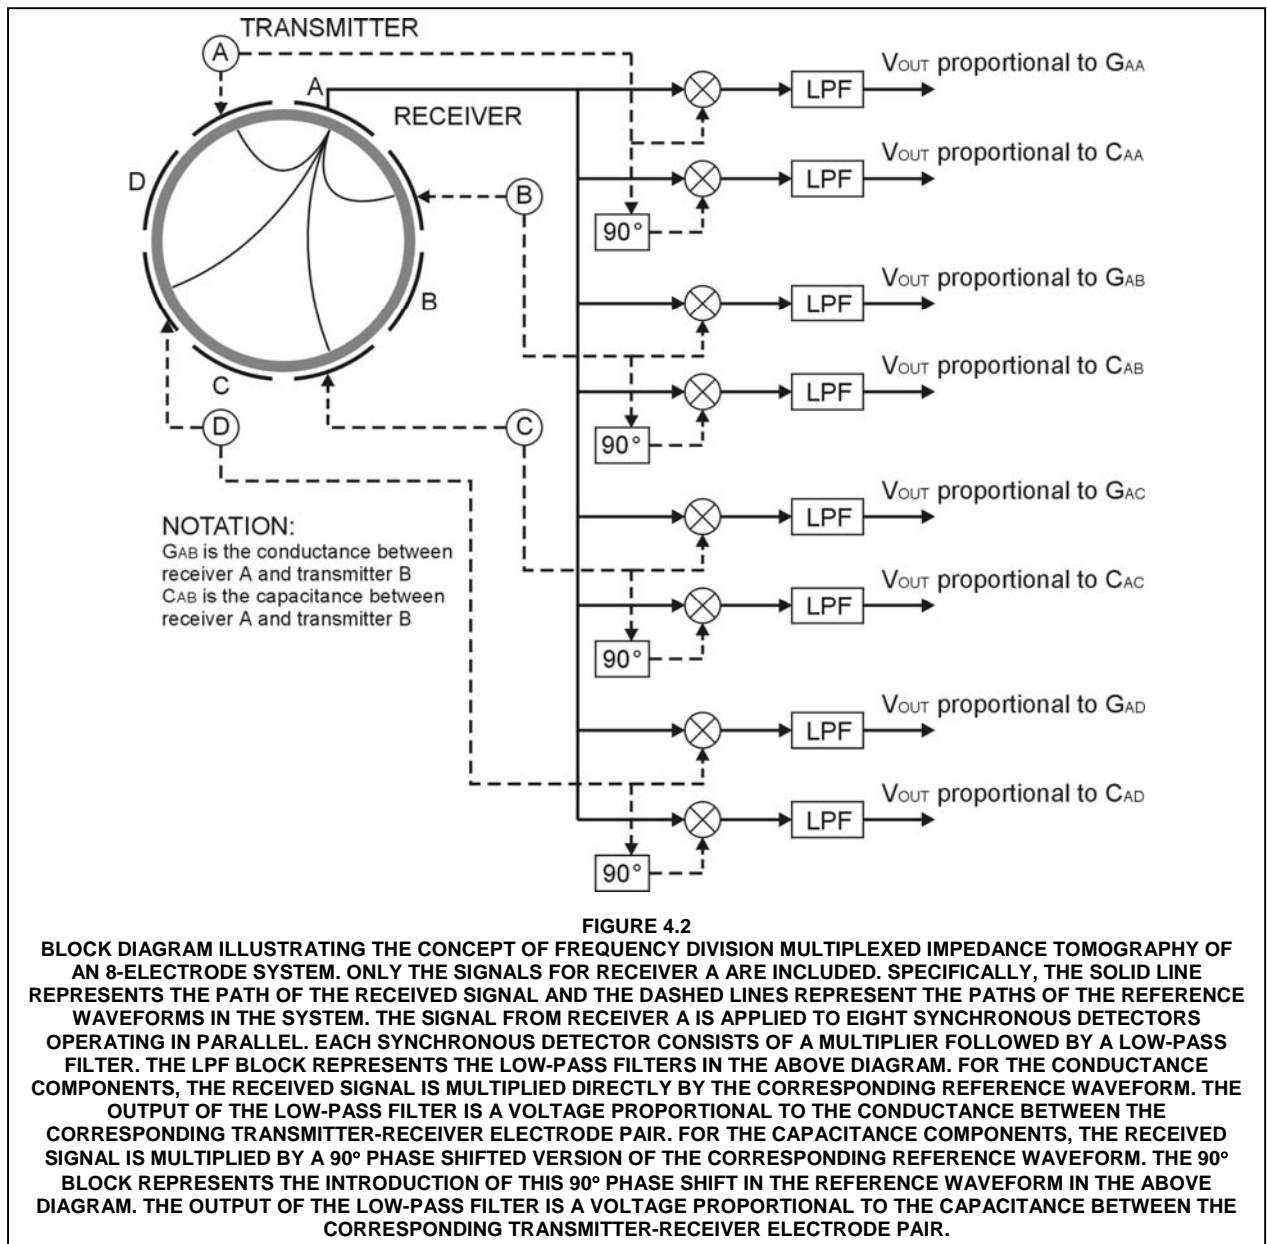 TRANSMITTER
A
A
RECEIVER
D
B
B
C
D
C
NOTATION:
GAB is the conductance between
receiver A and transmitter B
CAB is the capacitance between
receiver A and transmitter B
LPF
VOUT proportional to GAA
LPF
VOUT proportional to CAA
90°
LPF
VOUT proportional to GAB
LPF
VOUT proportional to CAB
90°
LPF
VOUT proportional to GAC
LPF
VOUT proportional to CAC
90°
LPF
VOUT proportional to GAD
LPF
VOUT proportional to CAD
90°
FIGURE 4.2
BLOCK DIAGRAM ILLUSTRATING THE CONCEPT OF FREQUENCY DIVISION MULTIPLEXED IMPEDANCE TOMOGRAPHY OF
AN 8-ELECTRODE SYSTEM. ONLY THE SIGNALS FOR RECEIVER A ARE INCLUDED. SPECIFICALLY, THE SOLID LINE
REPRESENTS THE PATH OF THE RECEIVED SIGNAL AND THE DASHED LINES REPRESENT THE PATHS OF THE REFERENCE
WAVEFORMS IN THE SYSTEM. THE SIGNAL FROM RECEIVER A IS APPLIED TO EIGHT SYNCHRONOUS DETECTORS
OPERATING IN PARALLEL. EACH SYNCHRONOUS DETECTOR CONSISTS OF A MULTIPLIER FOLLOWED BY A LOW-PASS
FILTER. THE LPF BLOCK REPRESENTS THE LOW-PASS FILTERS IN THE ABOVE DIAGRAM. FOR THE CONDUCTANCE
COMPONENTS, THE RECEIVED SIGNAL IS MULTIPLIED DIRECTLY BY THE CORRESPONDING REFERENCE WAVEFORM. THE
OUTPUT OF THE LOW-PASS FILTER IS A VOLTAGE PROPORTIONAL TO THE CONDUCTANCE BETWEEN THE
CORRESPONDING TRANSMITTER-RECEIVER ELECTRODE PAIR. FOR THE CAPACITANCE COMPONENTS, THE RECEIVED
SIGNAL IS MULTIPLIED BY A 90° PHASE SHIFTED VERSION OF THE CORRESPONDING REFERENCE WAVEFORM. THE 90°
BLOCK REPRESENTS THE INTRODUCTION OF THIS 90° PHASE SHIFT IN THE REFERENCE WAVEFORM IN THE ABOVE
DIAGRAM. THE OUTPUT OF THE LOW-PASS FILTER IS A VOLTAGE PROPORTIONAL TO THE CAPACITANCE BETWEEN THE
CORRESPONDING TRANSMITTER-RECEIVER ELECTRODE PAIR.